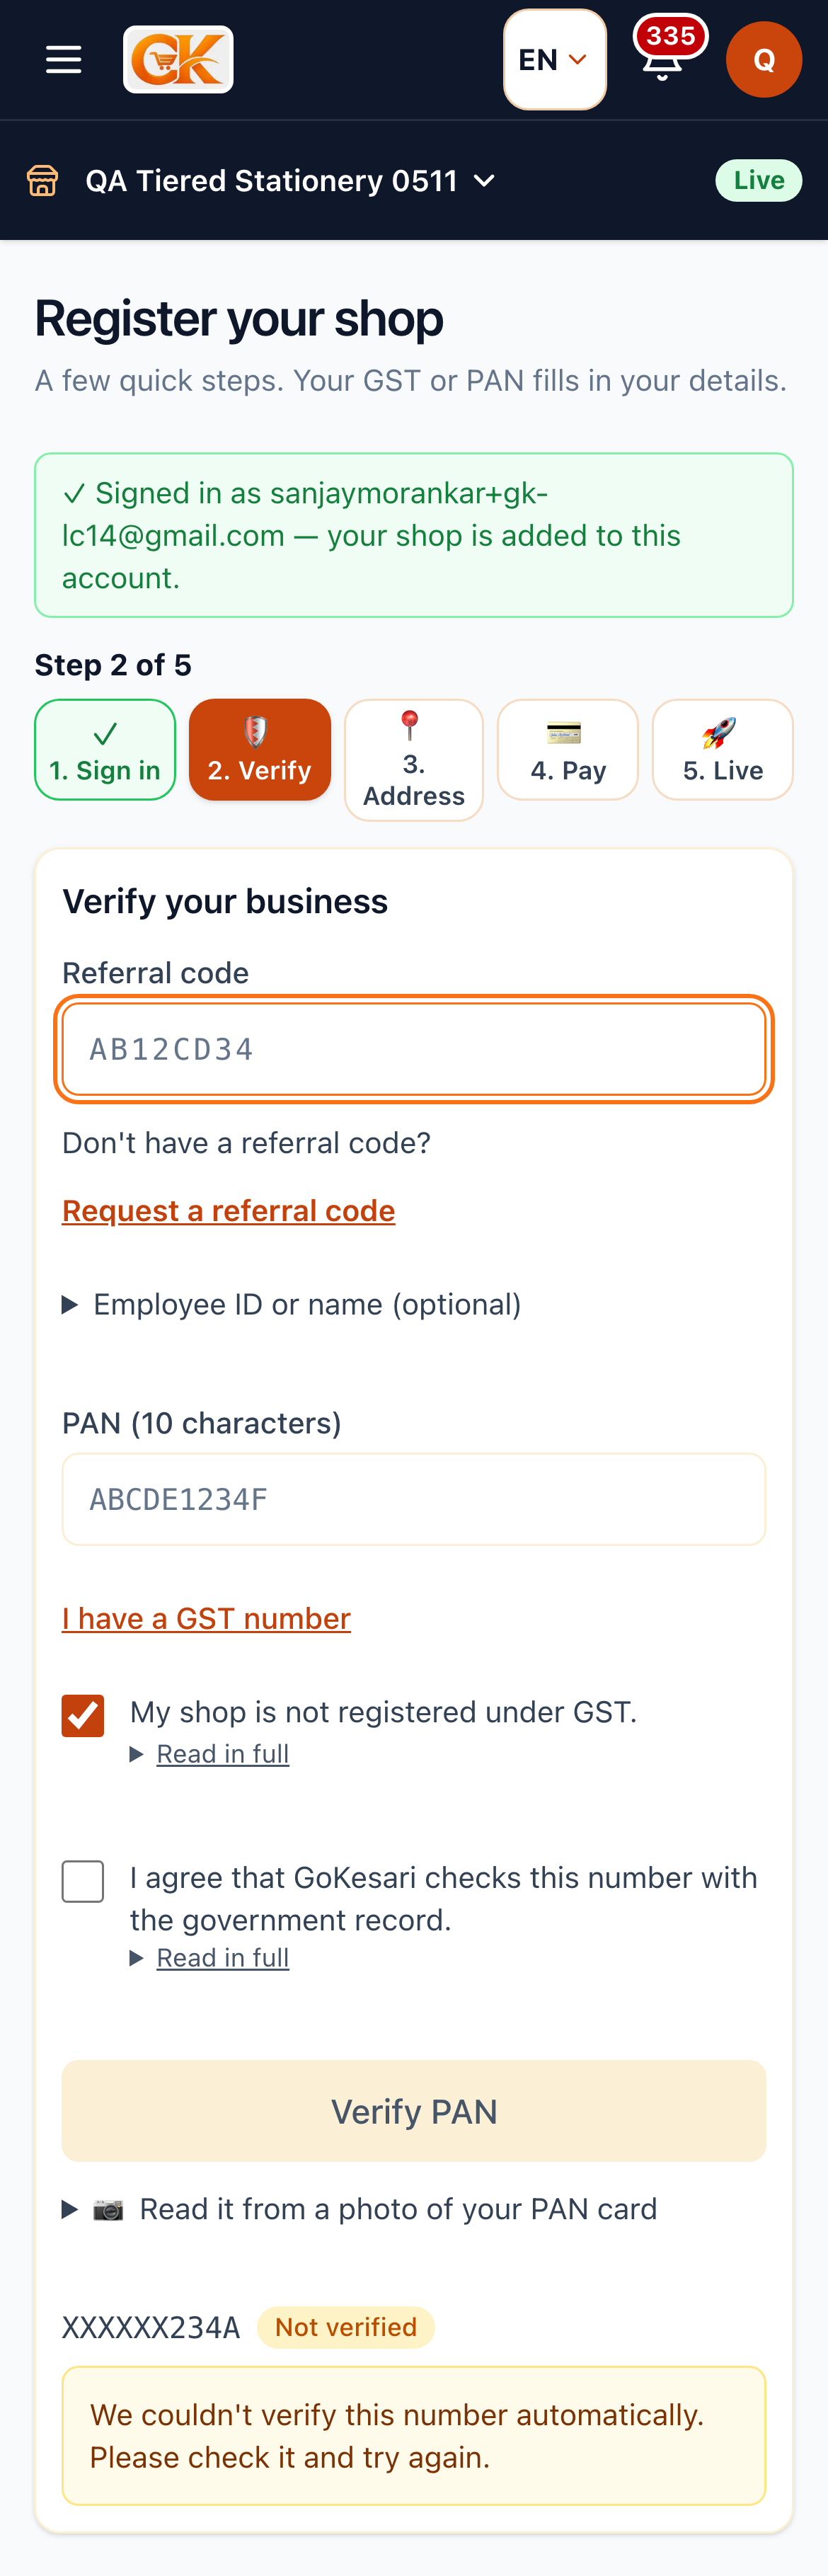 GK
EN
335
Q
QA Tiered Stationery 0511
Live
Register your shop
A few quick steps. Your GST or PAN fills in your details.
✓ Signed in as sanjaymorankar+gk-
lc14@gmail.com — your shop is added to this
account.
Step 2 of 5
✓
1. Sign in
2. Verify
3.
Address
4. Pay
5. Live
Verify your business
Referral code
AB12CD34
Don't have a referral code?
Request a referral code
Employee ID or name (optional)
PAN (10 characters)
ABCDE1234F
I have a GST number
My shop is not registered under GST.
Read in full
I agree that GoKesari checks this number with
the government record.
Read in full
Verify PAN
Read it from a photo of your PAN card
XXXXXX234A Not verified
We couldn't verify this number automatically.
Please check it and try again.